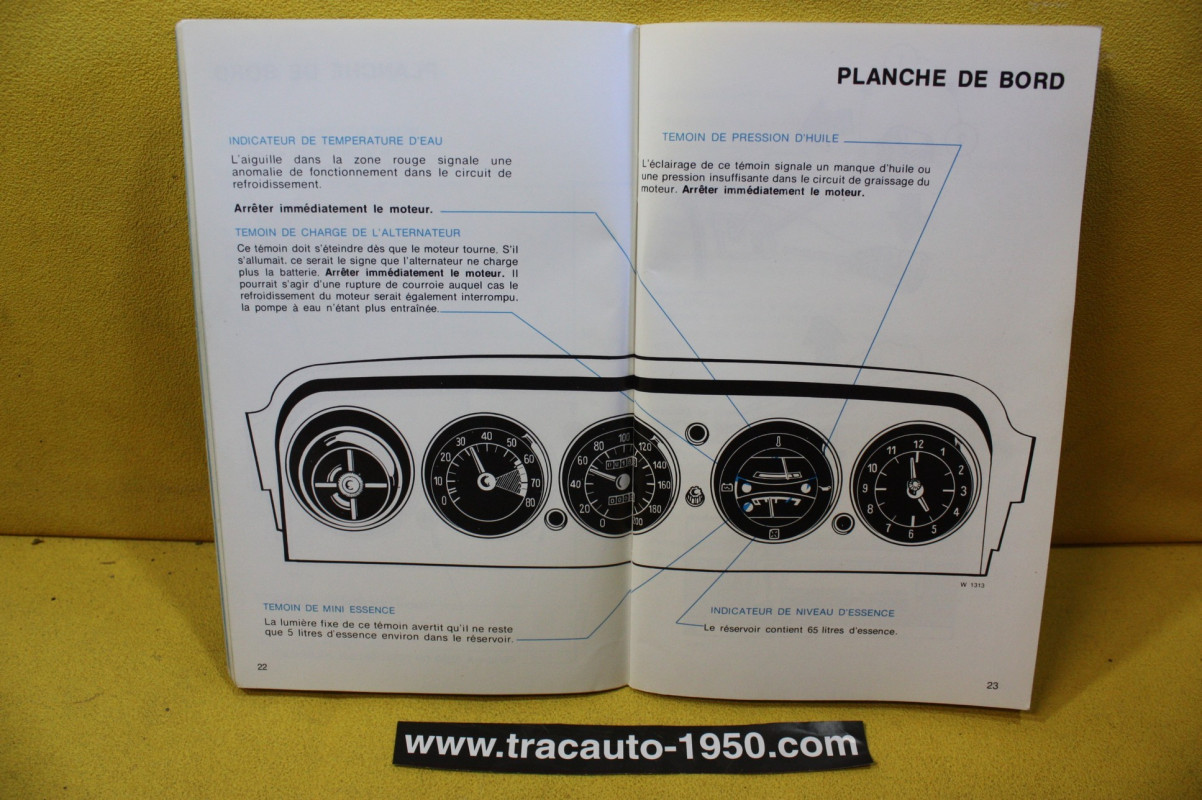 INDICATEUR DE TEMPERATURE D'EAU
L'aiguille dans la zone rouge signale une
anomalie de fonctionnement dans le circuit de
refroidissement.
Arrêter immédiatement le moteur.
TEMOIN DE CHARGE DE L'ALTERNATEUR
Ce témoin doit s'éteindre dès que le moteur tourne. S'il
s'allumait. ce serait le signe que l'alternateur ne charge
plus la batterie. Arrêter immédiatement le moteur. Il
pourrait s'agir d'une rupture de courroie auquel cas le
refroidissement du moteur serait également interrompu.
la pompe à eau n'étant plus entraînée.
PLANCHE DE BORD
TEMOIN DE PRESSION D'HUILE
L'éclairage de ce témoin signale un manque d'huile ou
une pression insuffisante dans le circuit de graissage du
moteur. Arrêter immédiatement le moteur.
0 10 20 30 40 50 60 70 80
0 20 40 60 80 100 120 140 160 180 200
12 1 2 3 4 5 6 7 8 9 10 11
W 1313
TEMOIN DE MINI ESSENCE
La lumière fixe de ce témoin avertit qu'il ne reste
que 5 litres d'essence environ dans le réservoir.
INDICATEUR DE NIVEAU D'ESSENCE
Le réservoir contient 65 litres d'essence.
22
23
www.tracauto-1950.com